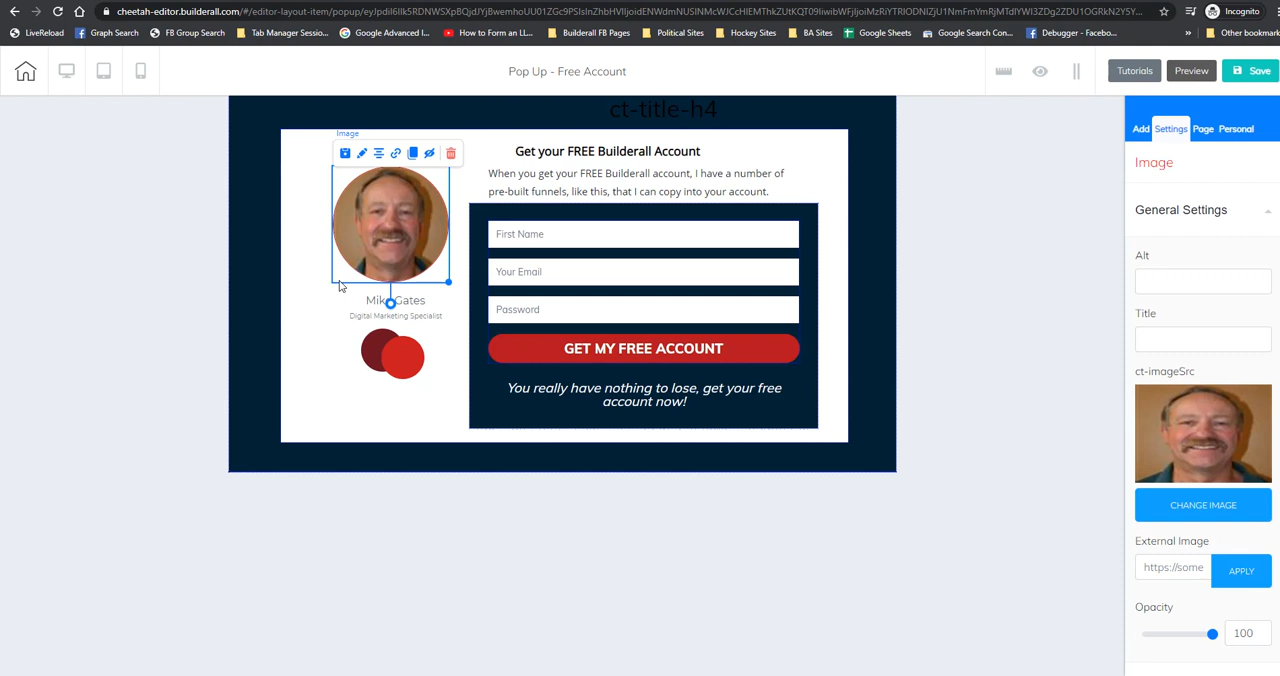 cheetah-editor.builderall.com/#/editor-layout-item/popup/
Incognito
LiveReload
Graph Search
FB Group Search
Tab Manager Sessio...
Google Advanced I...
How to Form an LL...
Builderall FB Pages
Political Sites
Hockey Sites
BA Sites
Google Sheets
Google Search Con...
Debugger - Facebo...
»
Other bookmark
Pop Up - Free Account
Tutorials
Preview
Save
ct-title-h4
Add
Settings
Page
Personal
Image
Get your FREE Builderall Account
When you get your FREE Builderall account, I have a number of
pre-built funnels, like this, that I can copy into your account.
First Name
Your Email
Password
GET MY FREE ACCOUNT
You really have nothing to lose, get your free
account now!
Mike Gates
Digital Marketing Specialist
Image
General Settings
Alt
Title
ct-imageSrc
CHANGE IMAGE
External Image
https://some
APPLY
Opacity
100